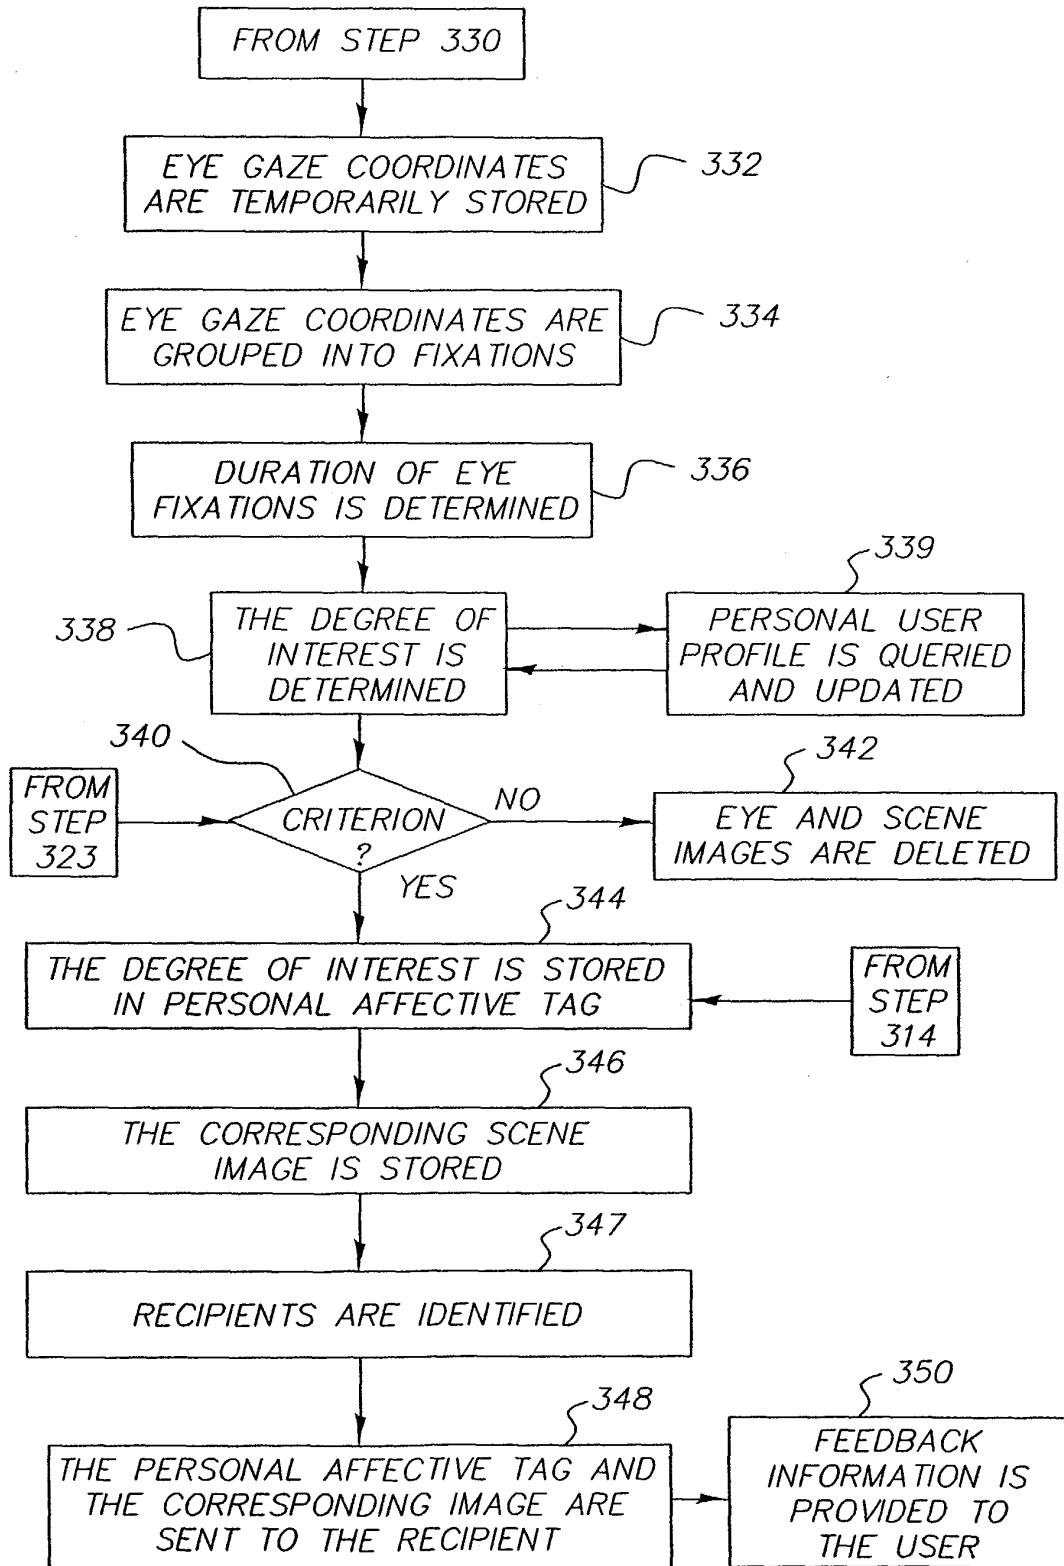 FROM STEP 330
EYE GAZE COORDINATES
ARE TEMPORARILY STORED
332
EYE GAZE COORDINATES ARE
GROUPED INTO FIXATIONS
334
DURATION OF EYE
FIXATIONS IS DETERMINED
336
338
THE DEGREE OF
INTEREST IS
DETERMINED
339
PERSONAL USER
PROFILE IS QUERIED
AND UPDATED
340
FROM
STEP
323
CRITERION
?
NO
YES
342
EYE AND SCENE
IMAGES ARE DELETED
344
THE DEGREE OF INTEREST IS STORED
IN PERSONAL AFFECTIVE TAG
FROM
STEP
314
346
THE CORRESPONDING SCENE
IMAGE IS STORED
347
RECIPIENTS ARE IDENTIFIED
348
THE PERSONAL AFFECTIVE TAG AND
THE CORRESPONDING IMAGE ARE
SENT TO THE RECIPIENT
350
FEEDBACK
INFORMATION IS
PROVIDED TO
THE USER